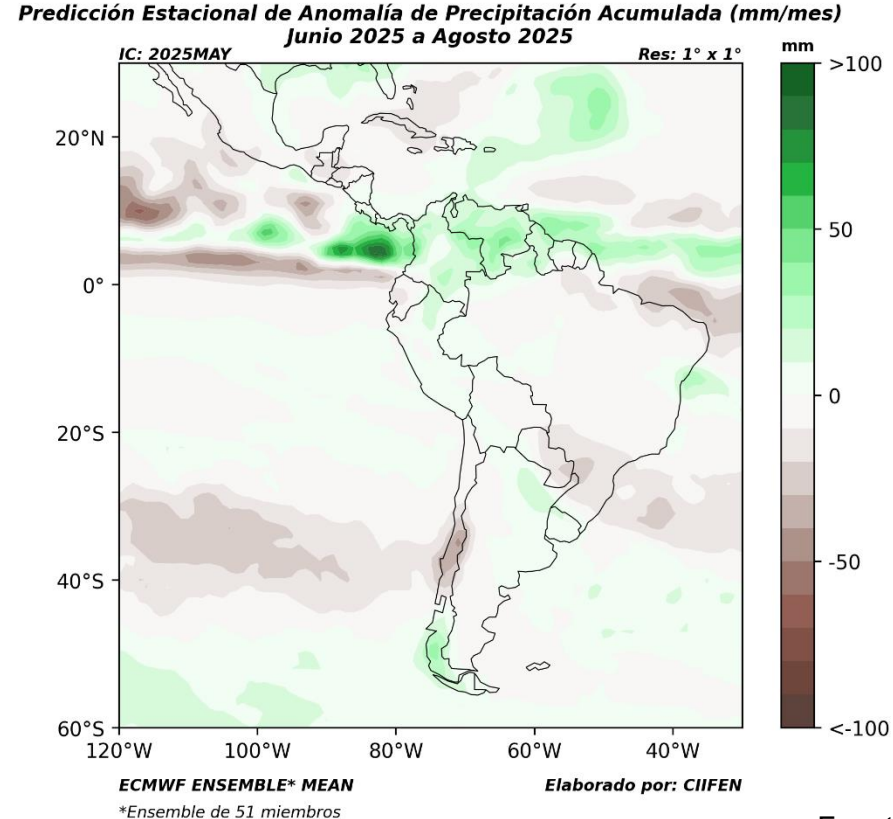 Predicción Estacional de Anomalía de Precipitación Acumulada (mm/mes)
Junio 2025 a Agosto 2025
IC: 2025MAY
Res: 1° x 1°
mm
>100
50
0
-50
<-100
20°N
0°
20°S
40°S
60°S
120°W
100°W
80°W
60°W
40°W
ECMWF ENSEMBLE* MEAN
Elaborado por: CIIFEN
*Ensemble de 51 miembros